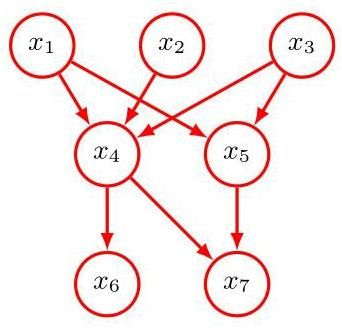 x₁ x₂ x₃
x₄ x₅
x₆ x₇